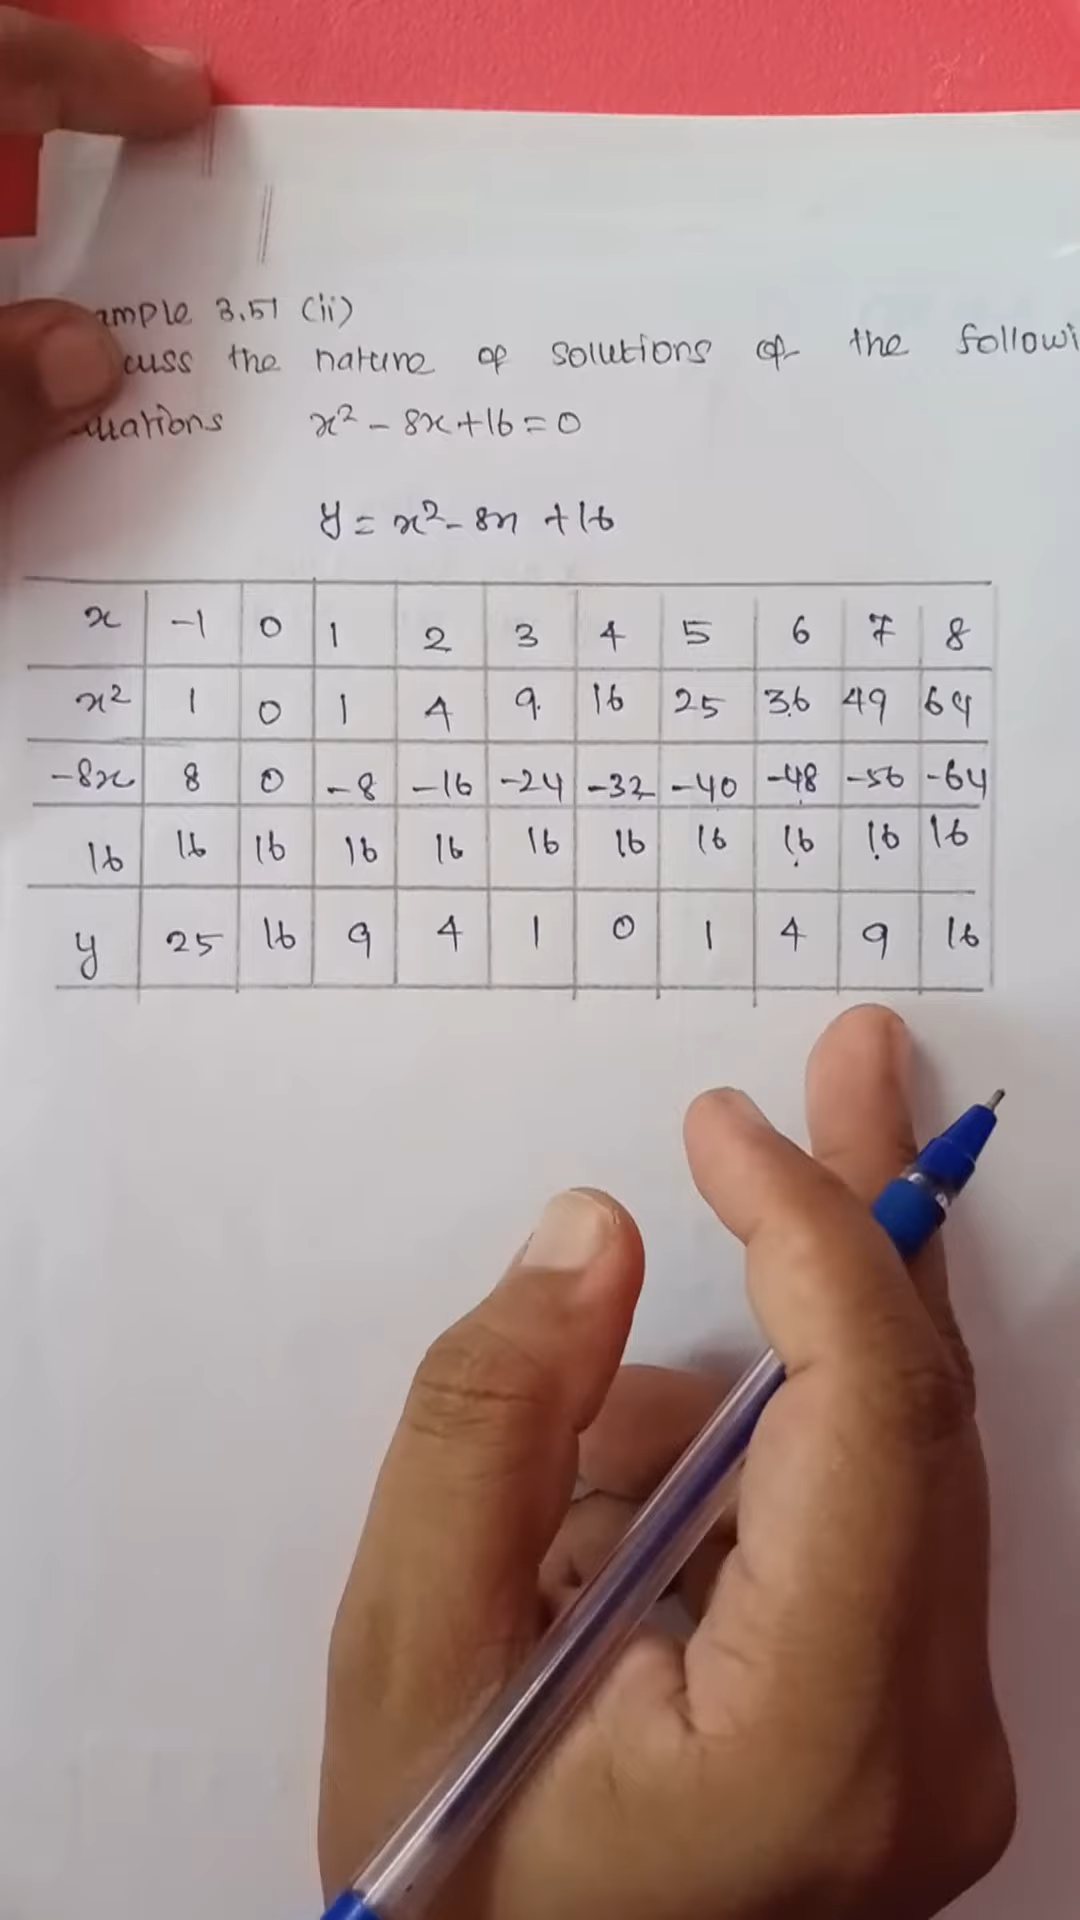 ample 3.51 (ii)
cuss the nature of solutions of the followi
uations x² - 8x + 16 = 0
y = x² - 8x + 16
x -1 0 1 2 3 4 5 6 7 8
x² 1 0 1 4 9 16 25 36 49 64
-8x 8 0 -8 -16 -24 -32 -40 -48 -56 -64
16 16 16 16 16 16 16 16 16 16 16
y 25 16 9 4 1 0 1 4 9 16